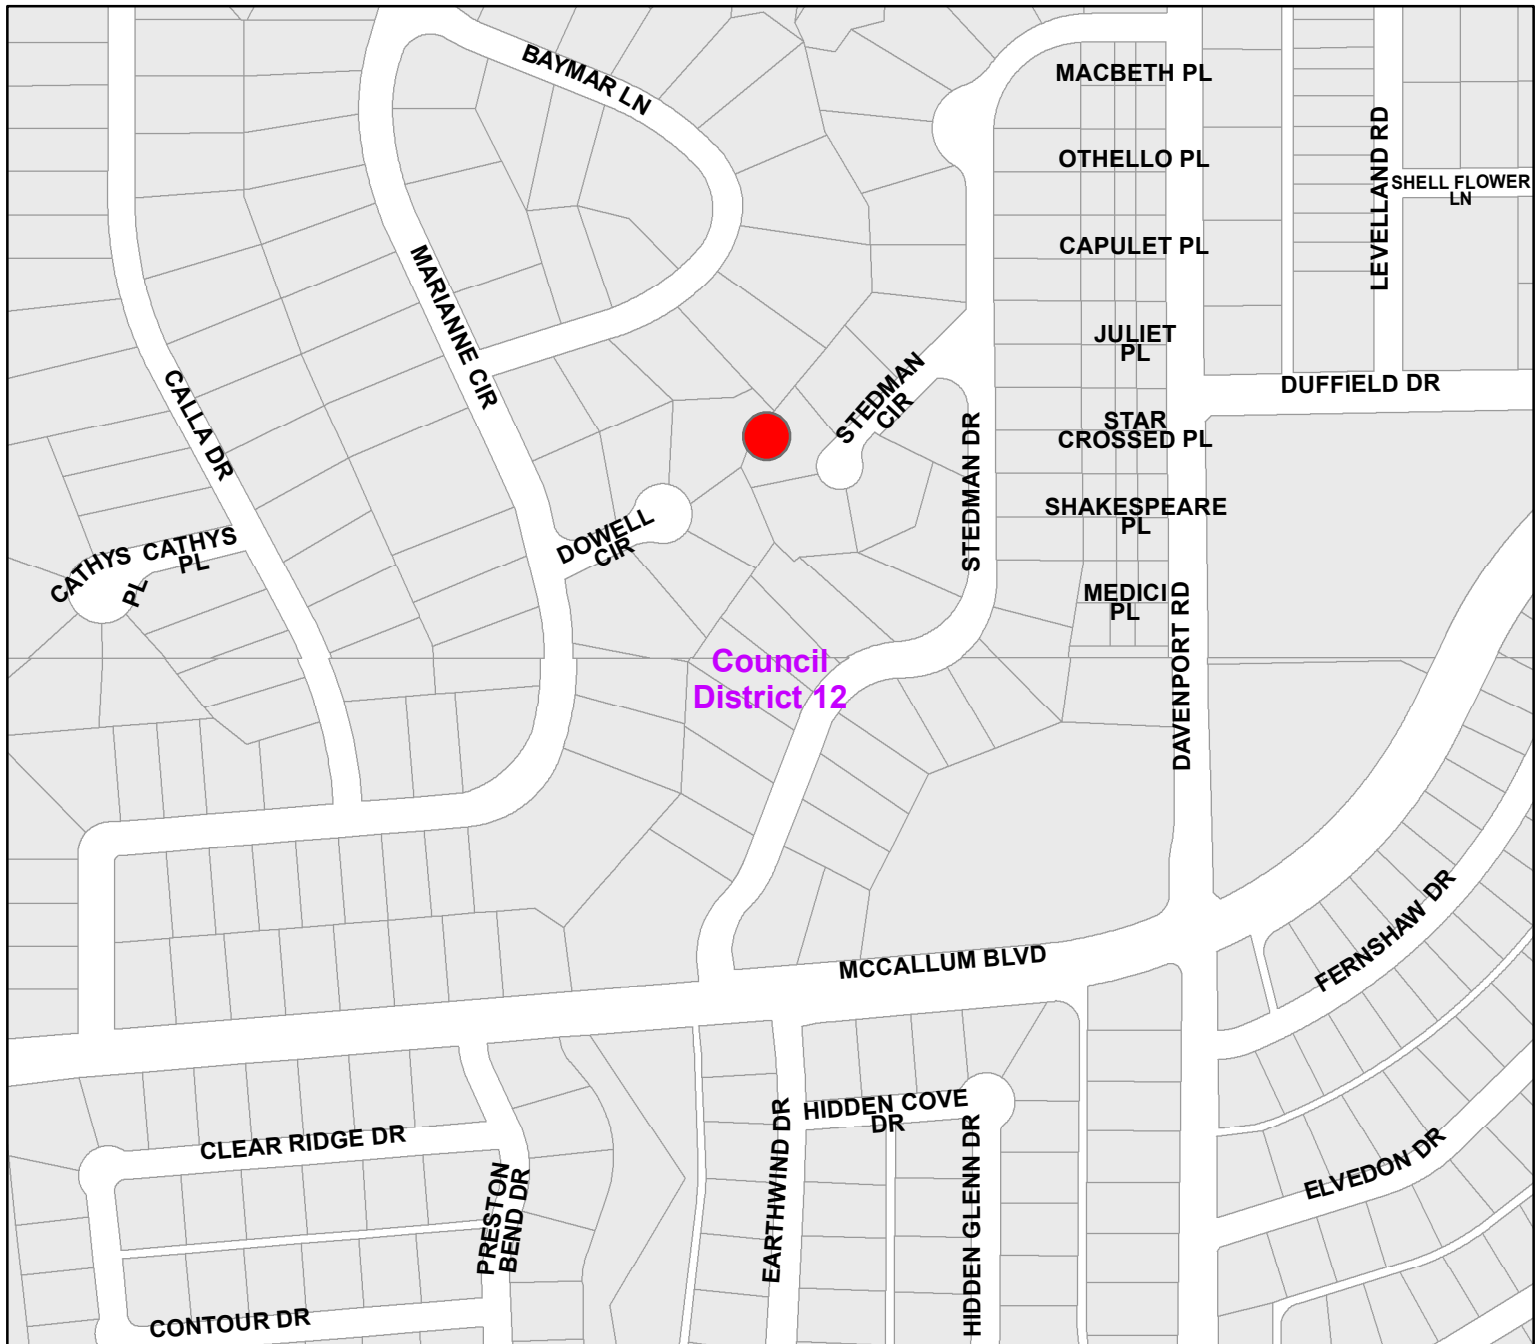 BAYMAR LN
MACBETH PL
OTHELLO PL
LEVELLAND RD
SHELL FLOWER
LN
CAPULET PL
MARIANNE CIR
JULIET
PL
DUFFIELD DR
CALLA DR
STEDMAN
CIR
STAR
CROSSED PL
STEDMAN DR
SHAKESPEARE
PL
DOWELL
CIR
CATHYS
PL
CATHYS
PL
MEDICI
PL
DAVENPORT RD
Council
District 12
FERNSHAW DR
MCCALLUM BLVD
HIDDEN COVE
DR
CLEAR RIDGE DR
PRESTON
BEND DR
EARTHWIND DR
HIDDEN GLENN DR
ELVEDON DR
CONTOUR DR